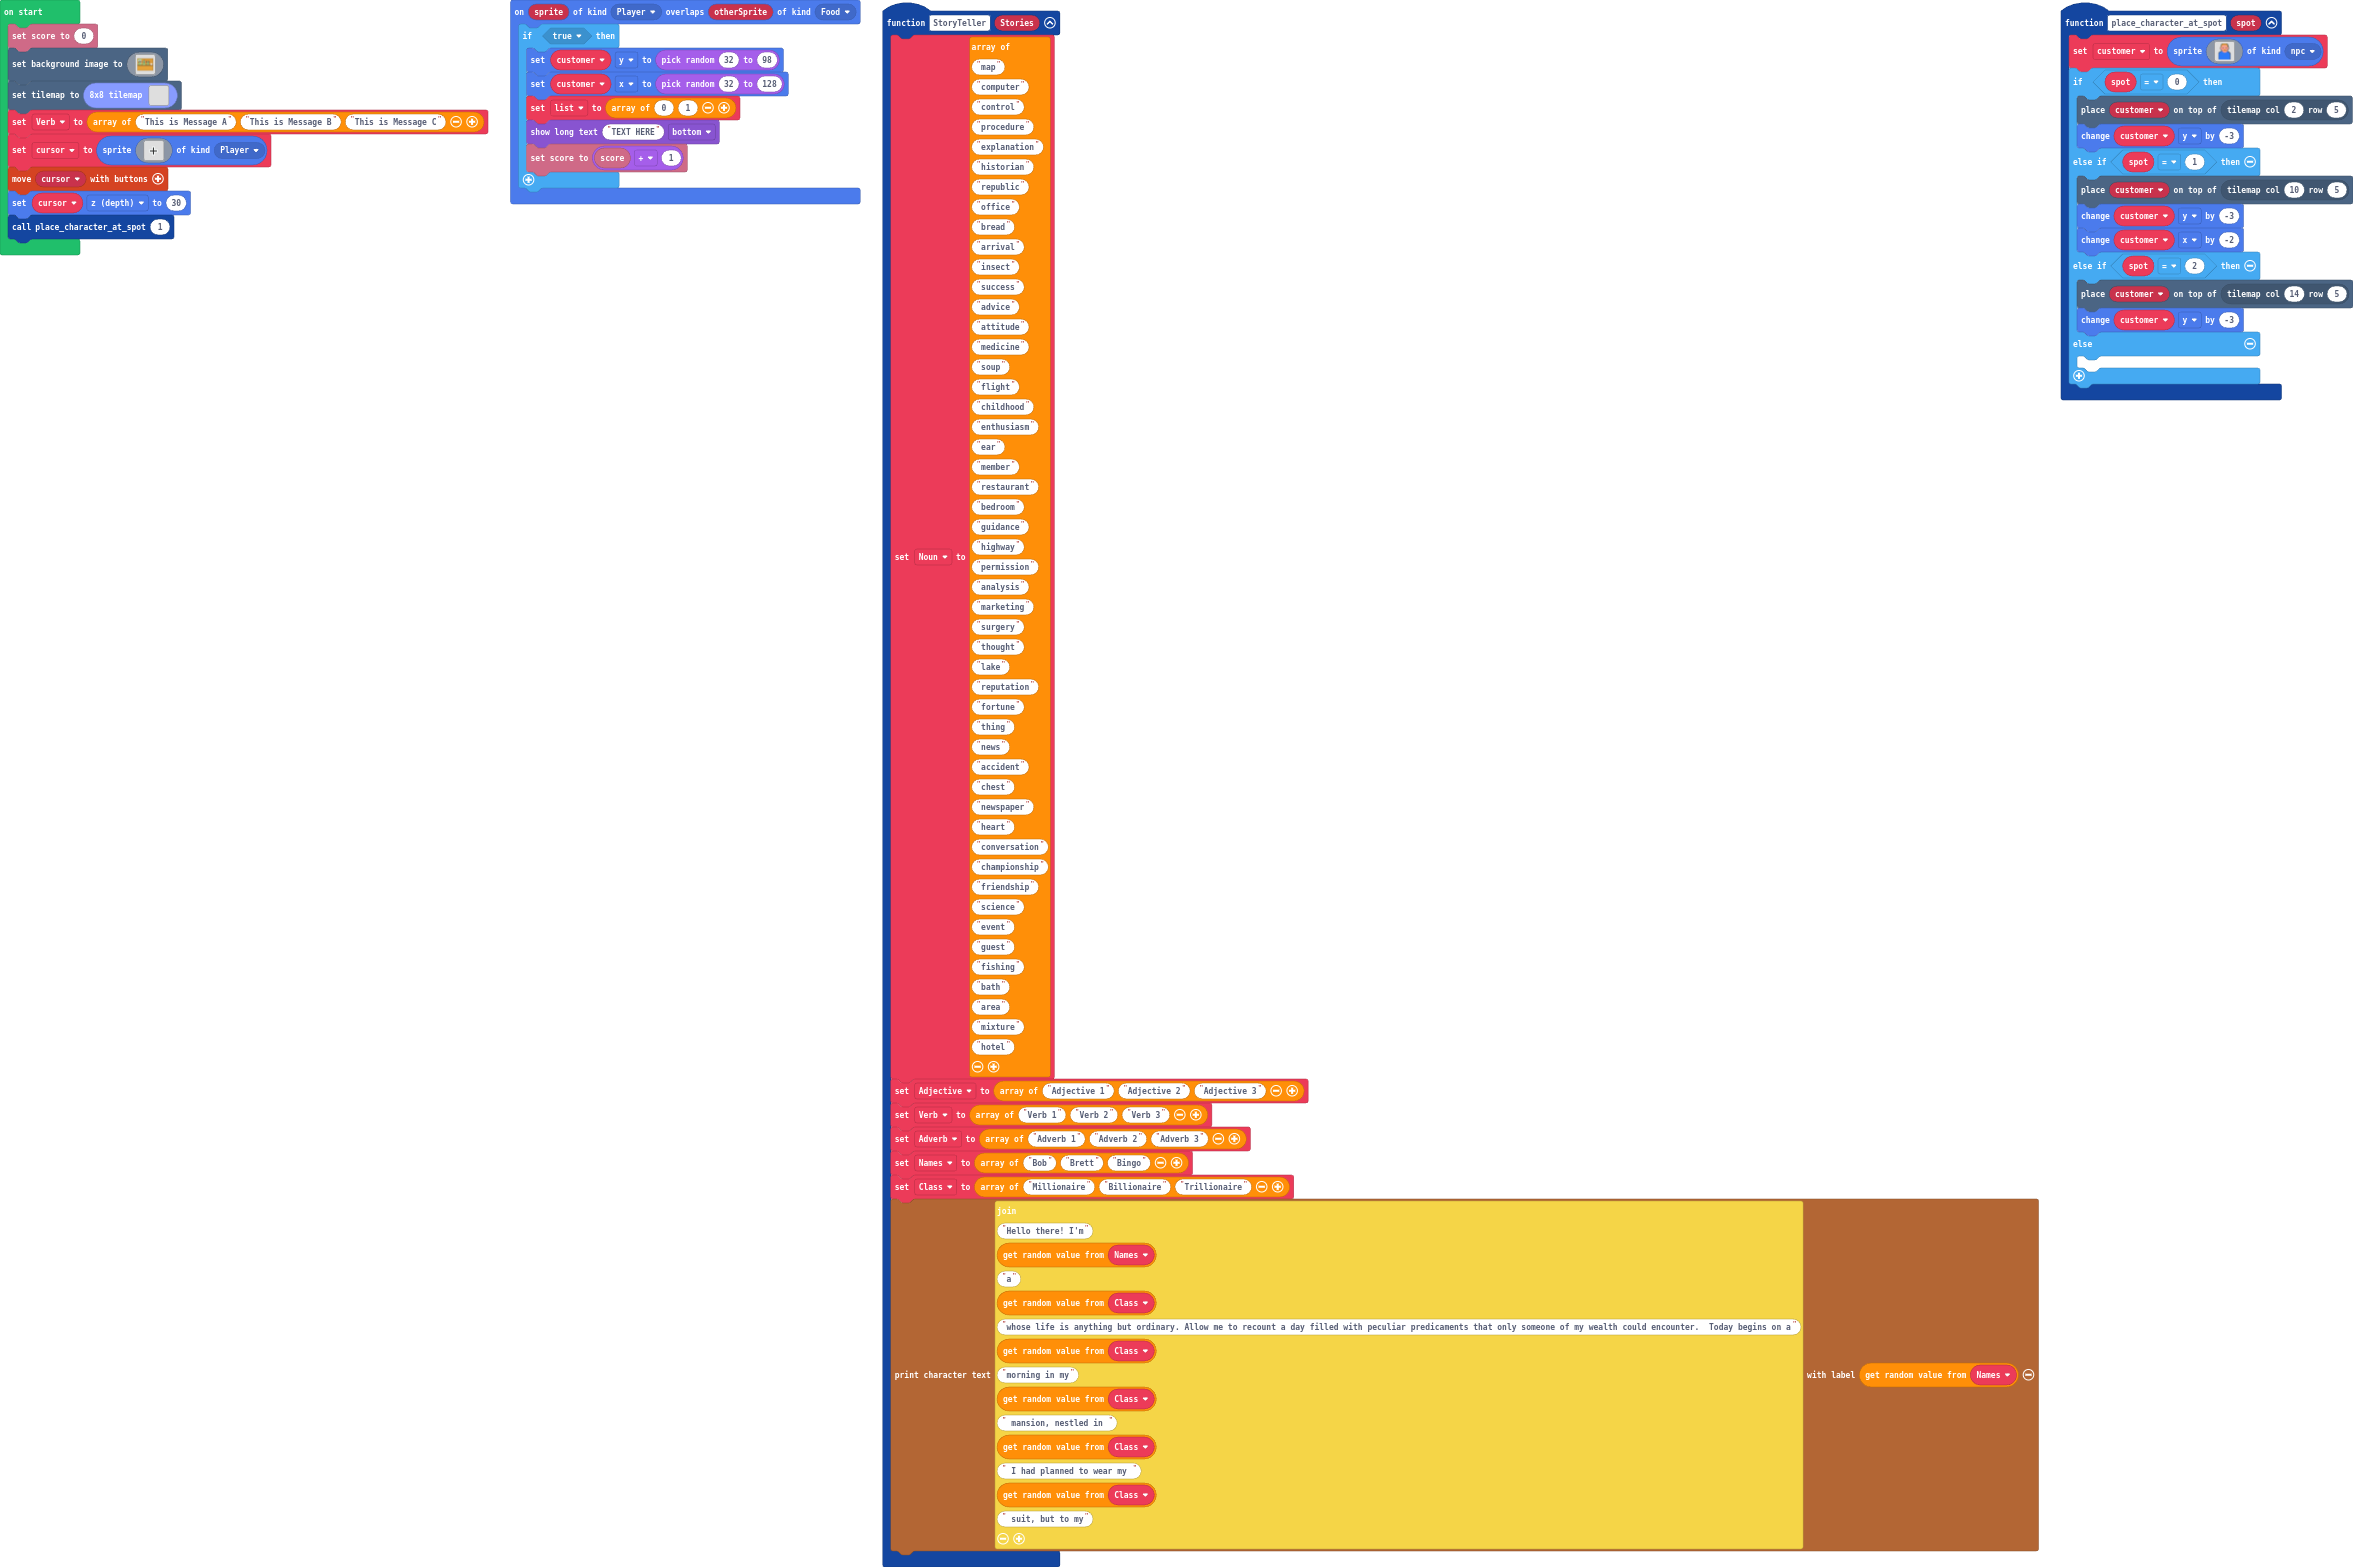 on start
set score to 0
set background image to
set tilemap to 8x8 tilemap
set Verb to array of "This is Message A" "This is Message B" "This is Message C"
set cursor to sprite of kind Player
move cursor with buttons
set cursor z (depth) to 30
call place_character_at_spot 1
on sprite of kind Player overlaps otherSprite of kind Food
if true then
set customer y to pick random 32 to 98
set customer x to pick random 32 to 128
set list to array of 0 1
show long text "TEXT HERE" bottom
set score to score + 1
function StoryTeller Stories
set Noun to
array of
"map"
"computer"
"control"
"procedure"
"explanation"
"historian"
"republic"
"office"
"bread"
"arrival"
"insect"
"success"
"advice"
"attitude"
"medicine"
"soup"
"flight"
"childhood"
"enthusiasm"
"ear"
"member"
"restaurant"
"bedroom"
"guidance"
"highway"
"permission"
"analysis"
"marketing"
"surgery"
"thought"
"lake"
"reputation"
"fortune"
"thing"
"news"
"accident"
"chest"
"newspaper"
"heart"
"conversation"
"championship"
"friendship"
"science"
"event"
"guest"
"fishing"
"bath"
"area"
"mixture"
"hotel"
set Adjective to array of "Adjective 1" "Adjective 2" "Adjective 3"
set Verb to array of "Verb 1" "Verb 2" "Verb 3"
set Adverb to array of "Adverb 1" "Adverb 2" "Adverb 3"
set Names to array of "Bob" "Brett" "Bingo"
set Class to array of "Millionaire" "Billionaire" "Trillionaire"
print character text
join
"Hello there! I'm"
get random value from Names
"a"
get random value from Class
"whose life is anything but ordinary. Allow me to recount a day filled with peculiar predicaments that only someone of my wealth could encounter.  Today begins on a"
get random value from Class
"morning in my"
get random value from Class
" mansion, nestled in "
get random value from Class
" I had planned to wear my "
get random value from Class
" suit, but to my"
with label get random value from Names
function place_character_at_spot spot
set customer to sprite of kind npc
if spot = 0 then
place customer on top of tilemap col 2 row 5
change customer y by -3
else if spot = 1 then
place customer on top of tilemap col 10 row 5
change customer y by -3
change customer x by -2
else if spot = 2 then
place customer on top of tilemap col 14 row 5
change customer y by -3
else